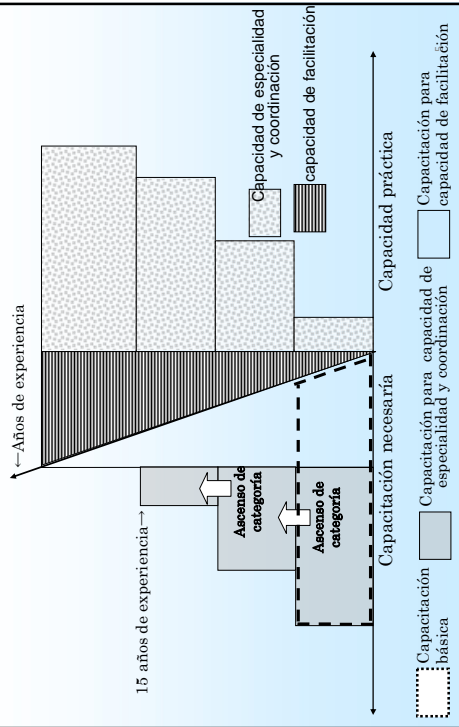 ←Años de experiencia
15 años de experiencia→
Ascenso de
categoría
Ascenso de
categoría
Capacidad de especialidad
y coordinación
capacidad de facilitación
Capacitación necesaría
Capacidad práctica
Capacitación
básica
Capacitación para  capacidad de
especialidad y coordinación
Capacitación para
capacidad de facilitación